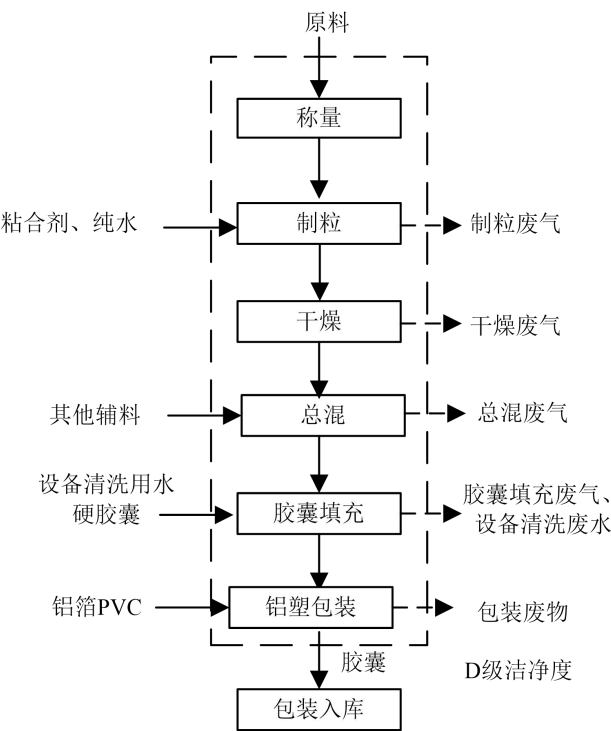 原料
称量
粘合剂、纯水
制粒
制粒废气
干燥
干燥废气
其他辅料
总混
总混废气
设备清洗用水
硬胶囊
胶囊填充
胶囊填充废气、
设备清洗废水
铝箔PVC
铝塑包装
包装废物
胶囊
D级洁净度
包装入库